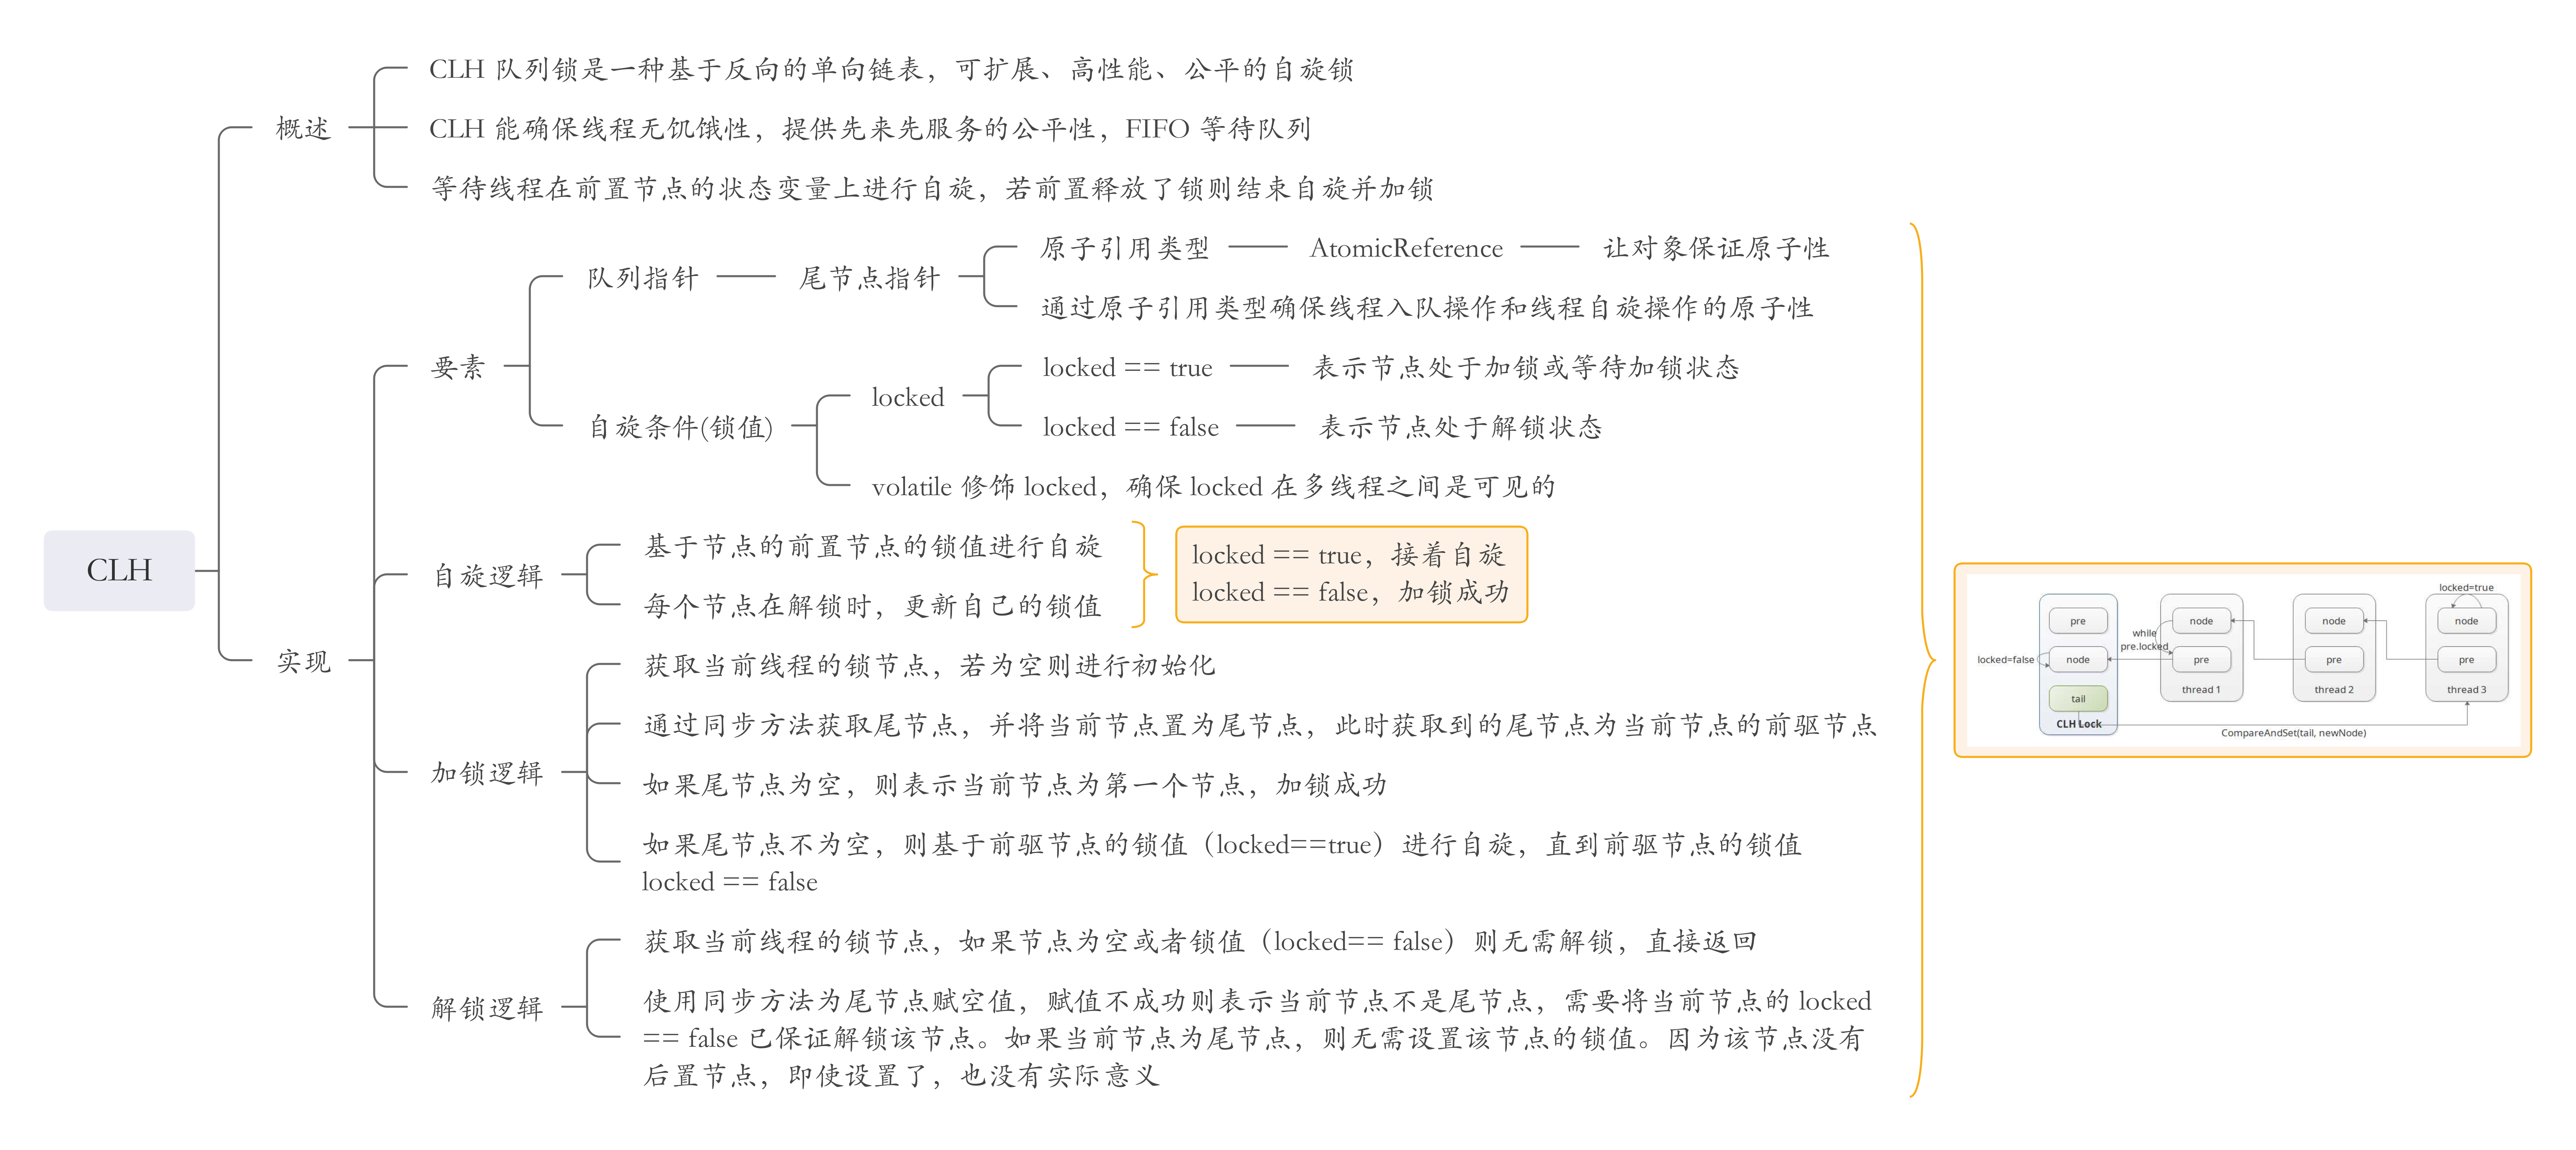 CLH
概述
CLH 队列锁是一种基于反向的单向链表，可扩展、高性能、公平的自旋锁
CLH 能确保线程无饥饿性，提供先来先服务的公平性，FIFO 等待队列
等待线程在前置节点的状态变量上进行自旋，若前置释放了锁则结束自旋并加锁
实现
要素
队列指针
尾节点指针
原子引用类型
AtomicReference
让对象保证原子性
通过原子引用类型确保线程入队操作和线程自旋操作的原子性
自旋条件(锁值)
locked
locked == true
表示节点处于加锁或等待加锁状态
locked == false
表示节点处于解锁状态
volatile 修饰 locked，确保 locked 在多线程之间是可见的
自旋逻辑
基于节点的前置节点的锁值进行自旋
每个节点在解锁时，更新自己的锁值
locked == true，接着自旋
locked == false，加锁成功
加锁逻辑
获取当前线程的锁节点，若为空则进行初始化
通过同步方法获取尾节点，并将当前节点置为尾节点，此时获取到的尾节点为当前节点的前驱节点
如果尾节点为空，则表示当前节点为第一个节点，加锁成功
如果尾节点不为空，则基于前驱节点的锁值（locked==true）进行自旋，直到前驱节点的锁值
locked == false
解锁逻辑
获取当前线程的锁节点，如果节点为空或者锁值（locked== false）则无需解锁，直接返回
使用同步方法为尾节点赋空值，赋值不成功则表示当前节点不是尾节点，需要将当前节点的 locked
== false 已保证解锁该节点。如果当前节点为尾节点，则无需设置该节点的锁值。因为该节点没有
后置节点，即使设置了，也没有实际意义
locked=false
pre
node
tail
CLH Lock
while
pre.locked
node
pre
thread 1
node
pre
thread 2
locked=true
node
pre
thread 3
CompareAndSet(tail, newNode)